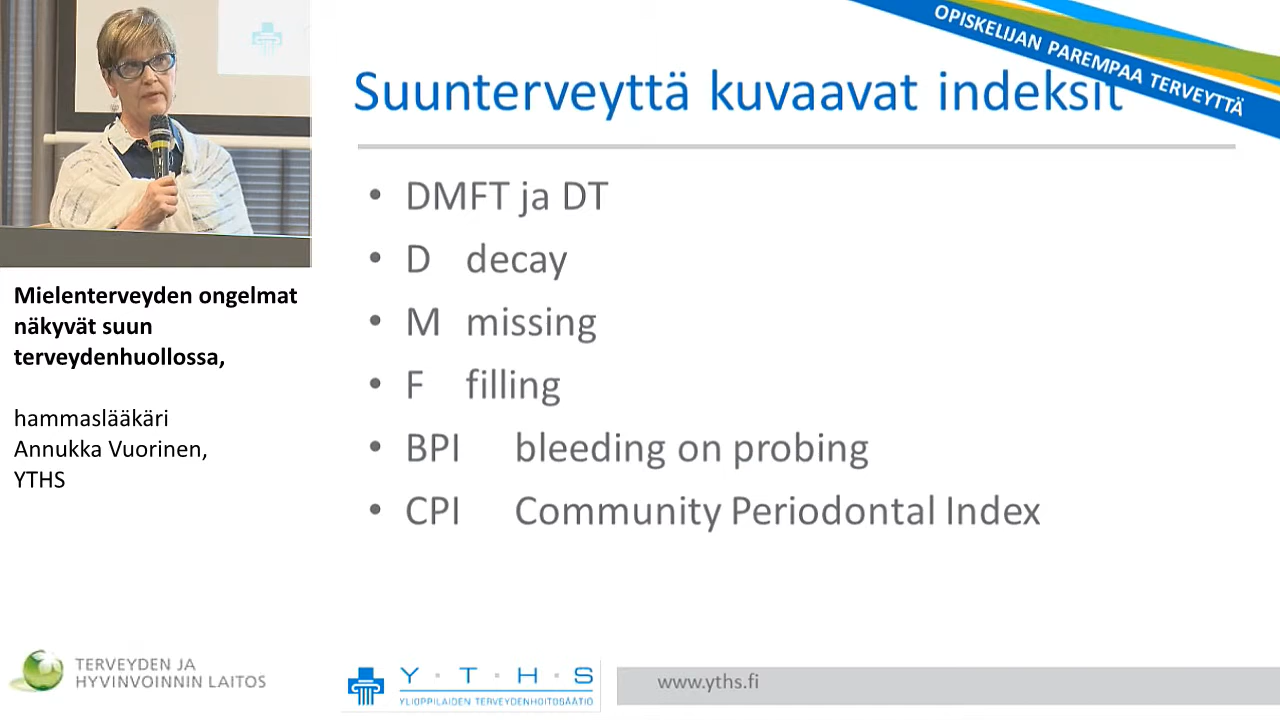 OPISKELIJAN PAREMPAA TERVEYTTÄ
Suunterveyttä kuvaavat indeksit
• DMFT ja DT
• D decay
• M missing
• F filling
• BPI bleeding on probing
• CPI Community Periodontal Index
Mielenterveyden ongelmat
näkyvät suun
terveydenhuollossa,
hammaslääkäri
Annukka Vuorinen,
YTHS
TERVEYDEN JA
HYVINVOINNIN LAITOS
Y · T · H · S
YLIOPPILAIDEN TERVEYDENHOITOSÄÄTIÖ
www.yths.fi